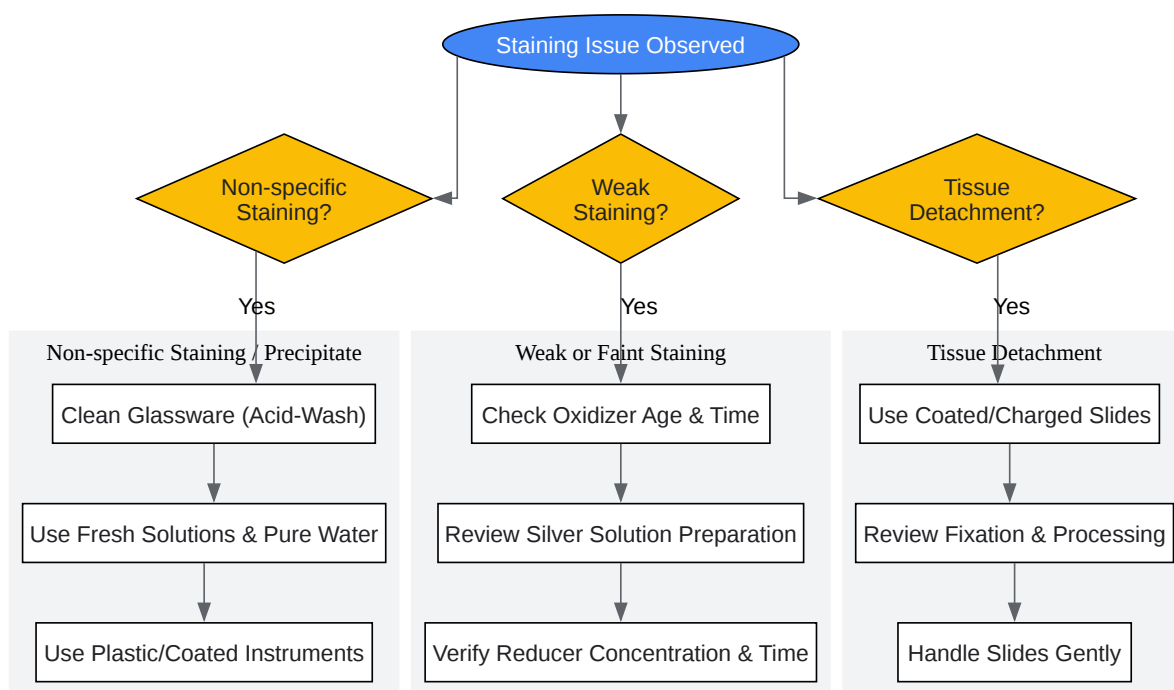 Staining Issue Observed
Non-specific
Staining?
Weak
Staining?
Tissue
Detachment?
Yes
Yes
Yes
Non-specific Staining / Precipitate
Weak or Faint Staining
Tissue Detachment
Clean Glassware (Acid-Wash)
Check Oxidizer Age & Time
Use Coated/Charged Slides
Use Fresh Solutions & Pure Water
Review Silver Solution Preparation
Review Fixation & Processing
Use Plastic/Coated Instruments
Verify Reducer Concentration & Time
Handle Slides Gently